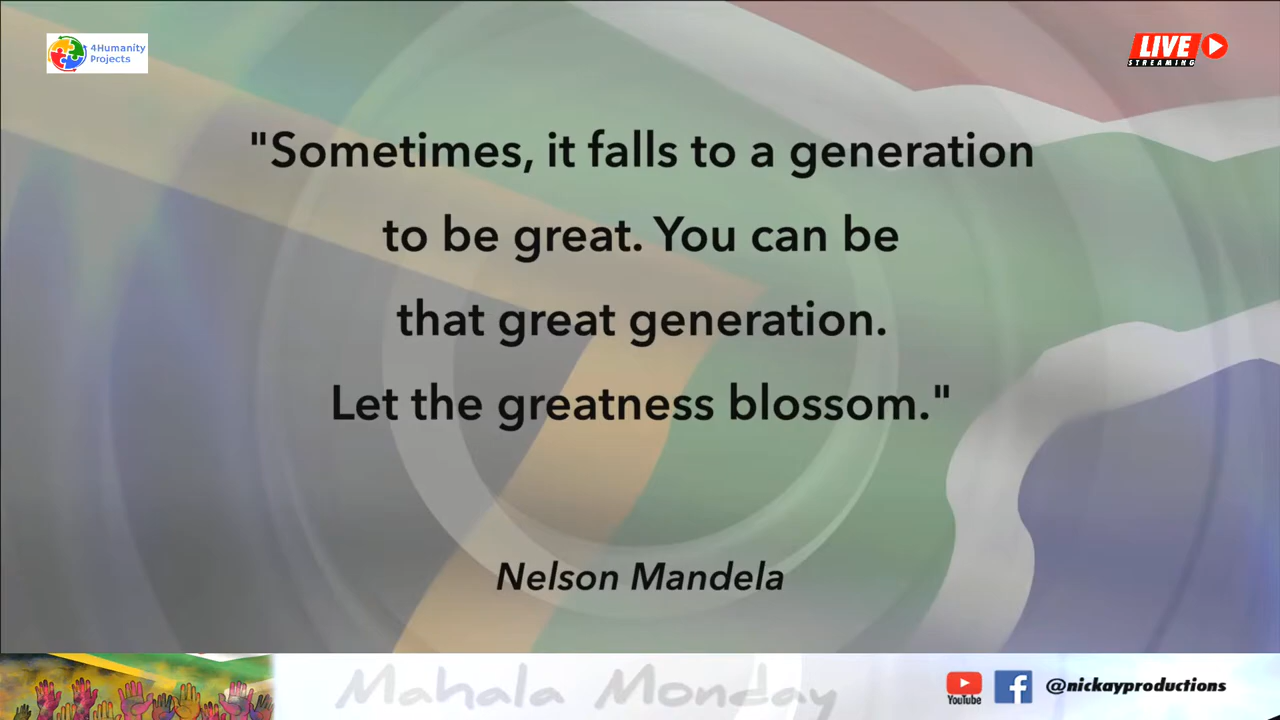 4Humanity
Projects
LIVE
STREAMING
"Sometimes, it falls to a generation
to be great. You can be
that great generation.
Let the greatness blossom."
Nelson Mandela
Mahala Monday
YouTube
@nickayproductions